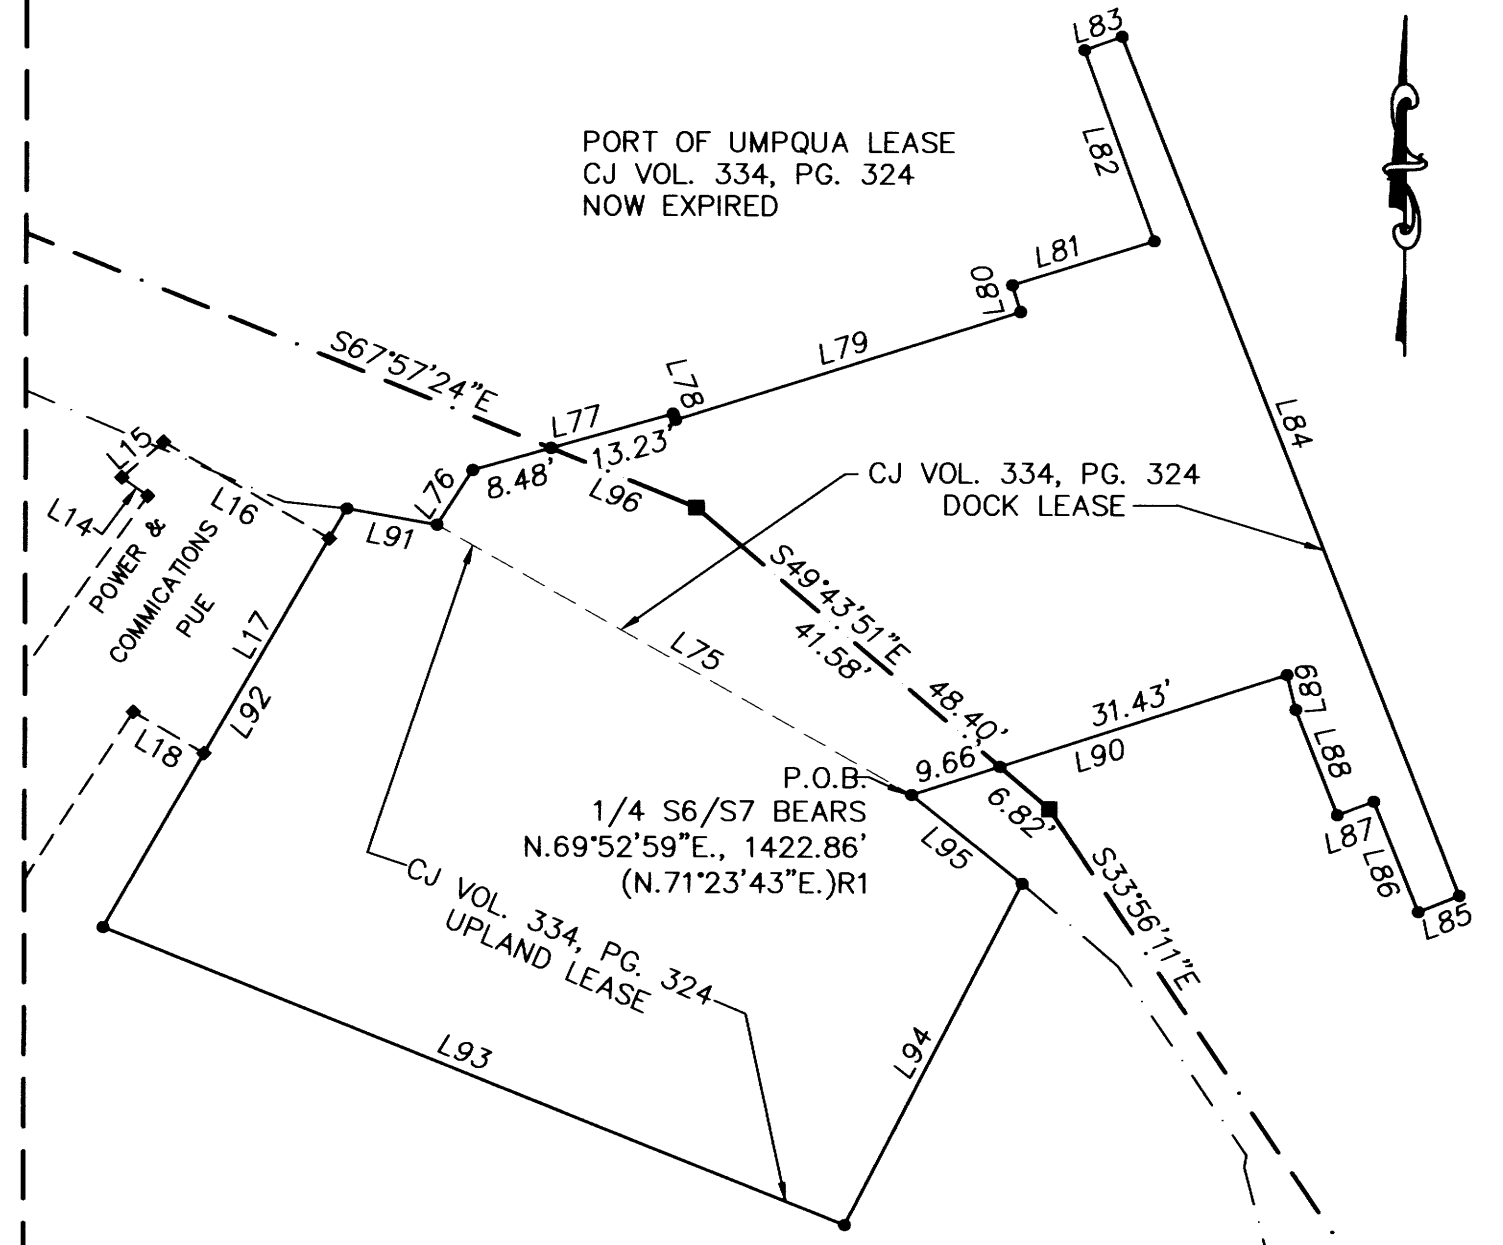 L83
PORT OF UMPQUA LEASE
CJ VOL. 334, PG. 324
NOW EXPIRED
L82
L81
L80
L79
S67°57'24"E
L78
L77
13.23'
8.48'
L76
L96
L84
L15
L16
L14
L91
CJ VOL. 334, PG. 324
DOCK LEASE
POWER &
COMMICATIONS
PUE
L17
L92
L18
S49°43'51"E
41.58'
L75
48.40'
31.43'
L89
L90
L88
9.66'
6.82'
P.O.B.
1/4 S6/S7 BEARS
N.69°52'59"E., 1422.86'
(N.71°23'43"E.)R1
L95
L87
L86
L85
S33°56'11"E
CJ VOL. 334, PG. 324
UPLAND LEASE
L93
L94